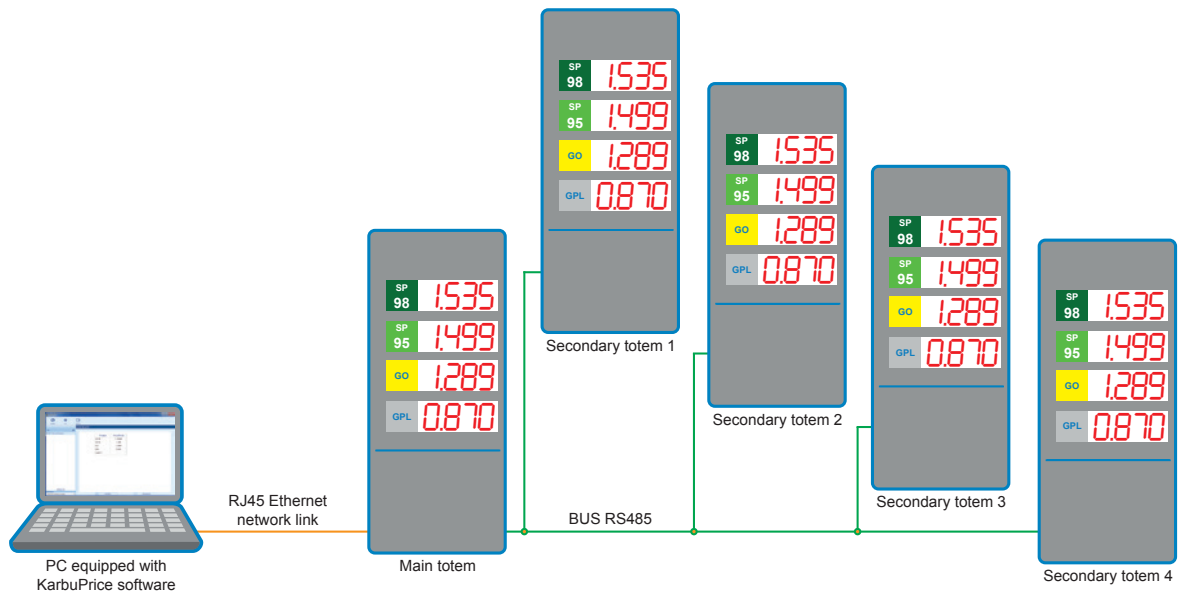 SP
98
1.535
SP
95
1.499
GO
1.289
GPL
0.870
Secondary totem 1
SP
98
1.535
SP
95
1.499
GO
1.289
GPL
0.870
Secondary totem 2
SP
98
1.535
SP
95
1.499
GO
1.289
GPL
0.870
Secondary totem 3
SP
98
1.535
SP
95
1.499
GO
1.289
GPL
0.870
Secondary totem 4
SP
98
1.535
SP
95
1.499
GO
1.289
GPL
0.870
Main totem
RJ45 Ethernet
network link
BUS RS485
PC equipped with
KarbuPrice software